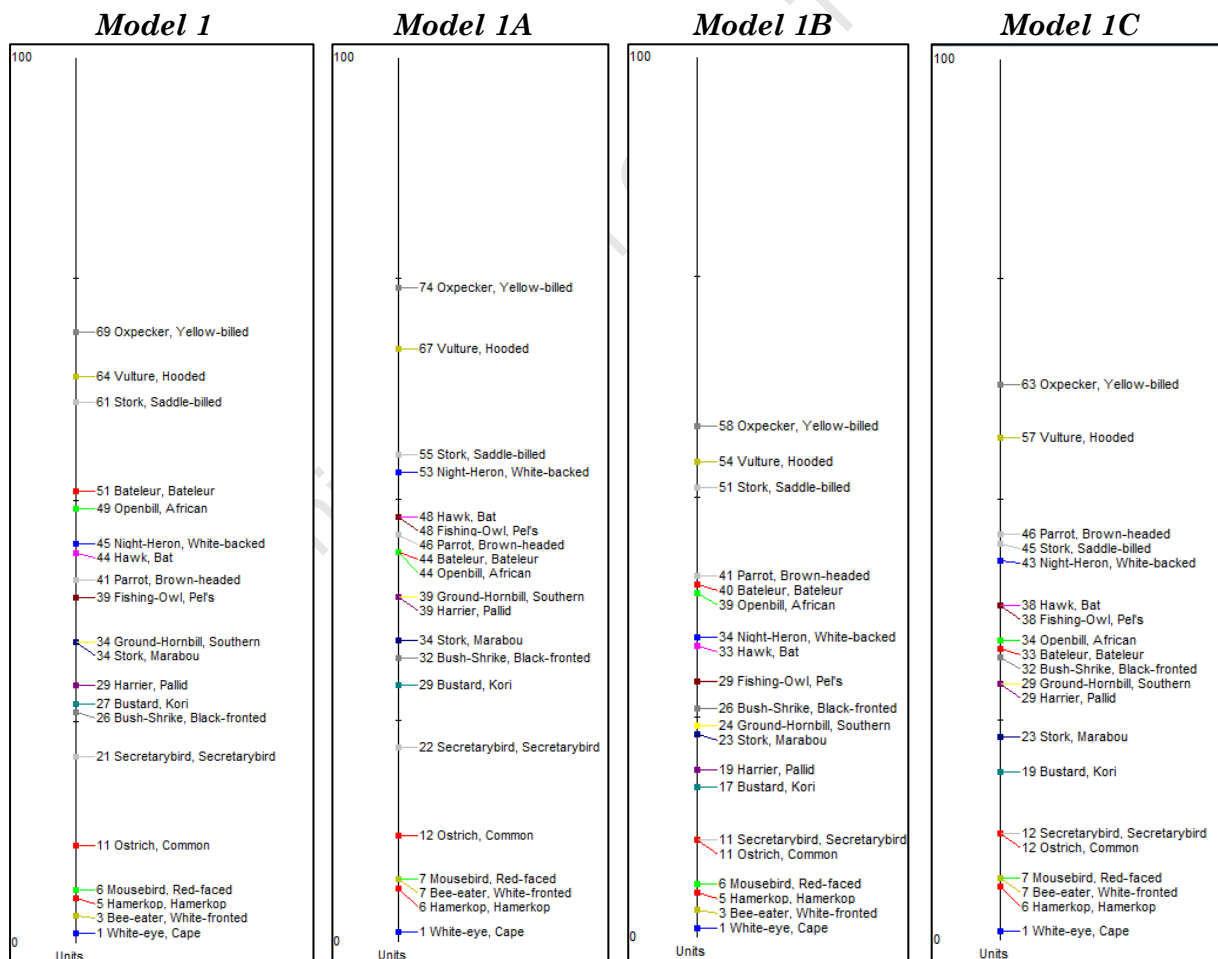 Model 1
100
69 Oxpecker, Yellow-billed
64 Vulture, Hooded
61 Stork, Saddle-billed
51 Bateleur, Bateleur
49 Openbill, African
45 Night-Heron, White-backed
44 Hawk, Bat
41 Parrot, Brown-headed
39 Fishing-Owl, Pel's
34 Ground-Hornbill, Southern
34 Stork, Marabou
29 Harrier, Pallid
27 Bustard, Kori
26 Bush-Shrike, Black-fronted
21 Secretarybird, Secretarybird
11 Ostrich, Common
6 Mousebird, Red-faced
5 Hamerkop, Hamerkop
3 Bee-eater, White-fronted
1 White-eye, Cape
0
Units
Model 1A
100
74 Oxpecker, Yellow-billed
67 Vulture, Hooded
55 Stork, Saddle-billed
53 Night-Heron, White-backed
48 Hawk, Bat
48 Fishing-Owl, Pel's
46 Parrot, Brown-headed
44 Bateleur, Bateleur
44 Openbill, African
39 Ground-Hornbill, Southern
39 Harrier, Pallid
34 Stork, Marabou
32 Bush-Shrike, Black-fronted
29 Bustard, Kori
22 Secretarybird, Secretarybird
12 Ostrich, Common
7 Mousebird, Red-faced
7 Bee-eater, White-fronted
6 Hamerkop, Hamerkop
1 White-eye, Cape
0
Units
Model 1B
100
58 Oxpecker, Yellow-billed
54 Vulture, Hooded
51 Stork, Saddle-billed
41 Parrot, Brown-headed
40 Bateleur, Bateleur
39 Openbill, African
34 Night-Heron, White-backed
33 Hawk, Bat
29 Fishing-Owl, Pel's
26 Bush-Shrike, Black-fronted
24 Ground-Hornbill, Southern
23 Stork, Marabou
19 Harrier, Pallid
17 Bustard, Kori
11 Secretarybird, Secretarybird
11 Ostrich, Common
6 Mousebird, Red-faced
5 Hamerkop, Hamerkop
3 Bee-eater, White-fronted
1 White-eye, Cape
0
Units
Model 1C
100
63 Oxpecker, Yellow-billed
57 Vulture, Hooded
46 Parrot, Brown-headed
45 Stork, Saddle-billed
43 Night-Heron, White-backed
38 Hawk, Bat
38 Fishing-Owl, Pel's
34 Openbill, African
33 Bateleur, Bateleur
32 Bush-Shrike, Black-fronted
29 Ground-Hornbill, Southern
29 Harrier, Pallid
23 Stork, Marabou
19 Bustard, Kori
12 Secretarybird, Secretarybird
12 Ostrich, Common
7 Mousebird, Red-faced
7 Bee-eater, White-fronted
6 Hamerkop, Hamerkop
1 White-eye, Cape
0
Units